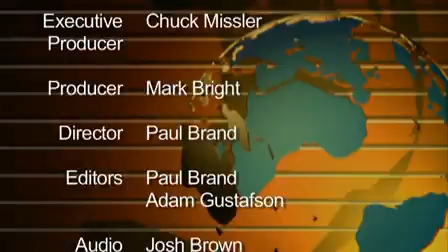 Executive Chuck Missler
Producer
Producer Mark Bright
Director Paul Brand
Editors Paul Brand
Adam Gustafson
Audio Josh Brown